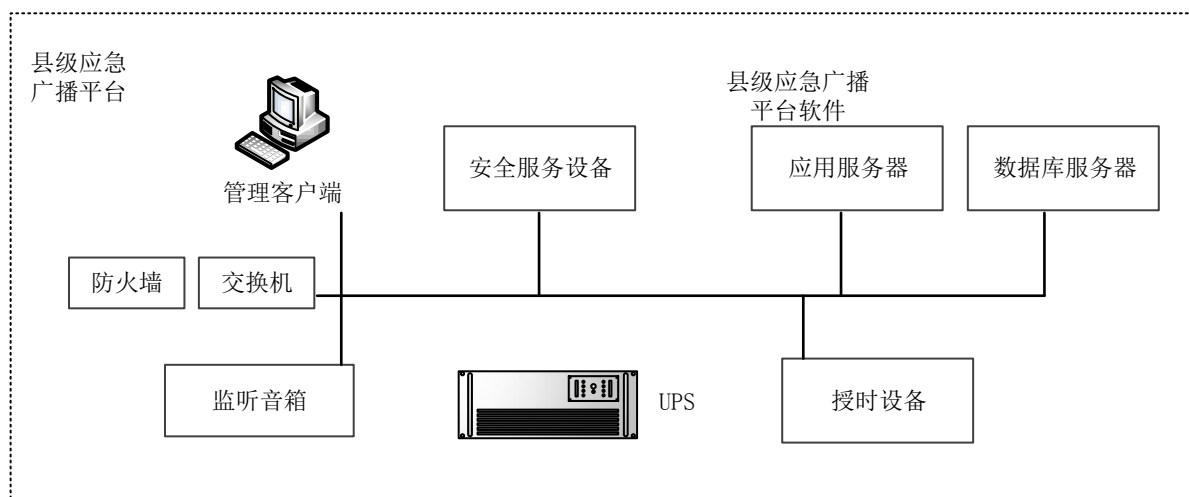 县级应急
广播平台
县级应急广播
平台软件
安全服务设备
应用服务器
数据库服务器
管理客户端
防火墙
交换机
监听音箱
UPS
授时设备